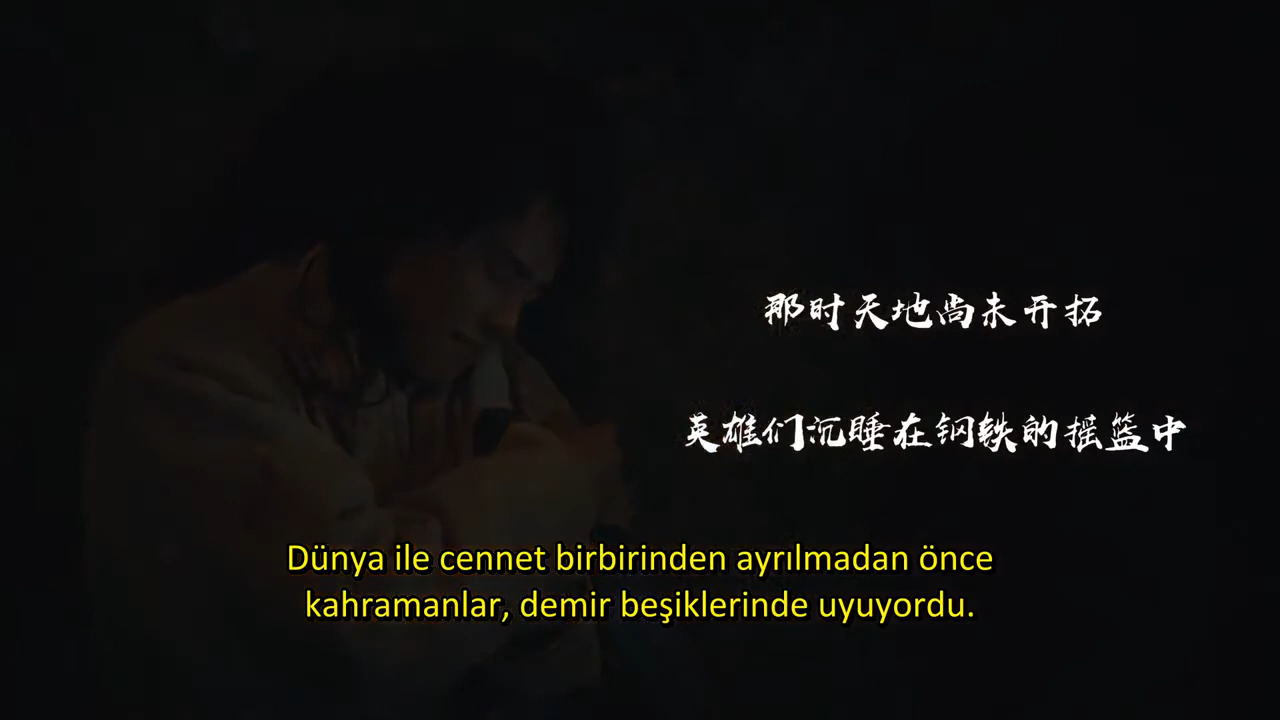 那时天地尚未开拓
英雄们沉睡在钢铁的摇篮中
Dünya ile cennet birbirinden ayrılmadan önce
kahramanlar, demir beşiklerinde uyuyordu.